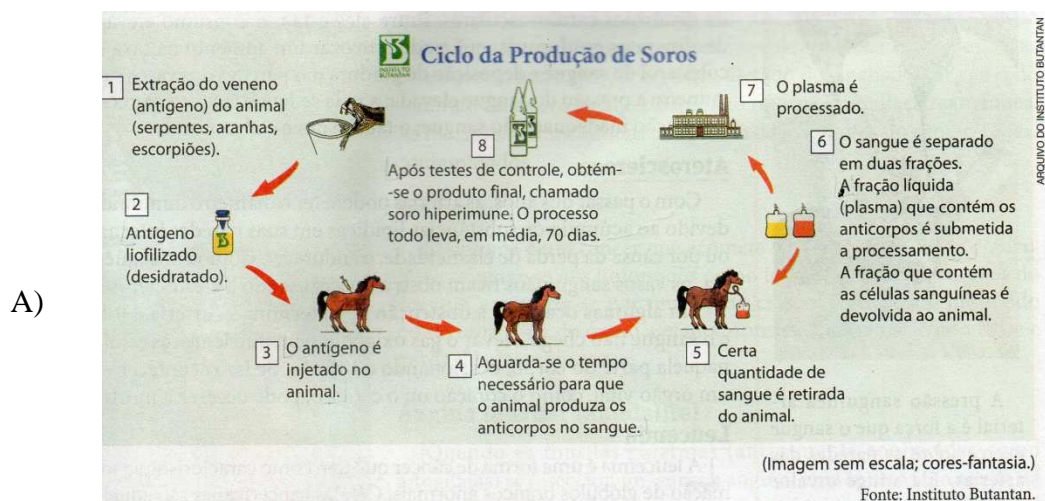 A)
INSTITUTO
BUTANTAN
Ciclo da Produção de Soros
1
Extração do veneno
(antígeno) do animal
(serpentes, aranhas,
escorpiões).
2
Antígeno
liofilizado
(desidratado).
3
O antígeno é
injetado no
animal.
4
Aguarda-se o tempo
necessário para que
o animal produza os
anticorpos no sangue.
5
Certa
quantidade de
sangue é retirada
do animal.
6
O sangue é separado
em duas frações.
A fração líquida
(plasma) que contém os
anticorpos é submetida
a processamento.
A fração que contém
as células sanguíneas é
devolvida ao animal.
7
O plasma é
processado.
8
Após testes de controle, obtém-
-se o produto final, chamado
soro hiperimune. O processo
todo leva, em média, 70 dias.
ARQUIVO DO INSTITUTO BUTANTAN
(Imagem sem escala; cores-fantasia.)
Fonte: Instituto Butantan.